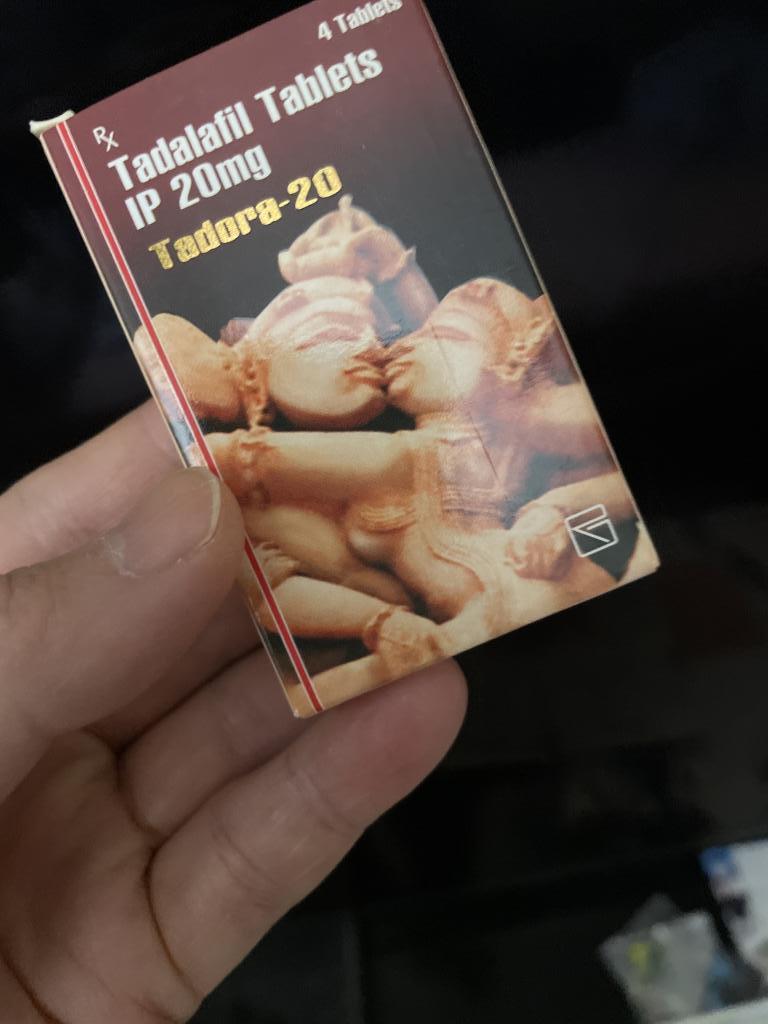 4 Tablets
Rx
Tadalafil Tablets
IP 20mg
Tadora-20